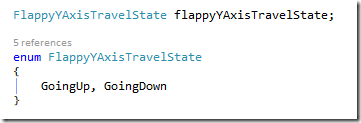 FlappyYAxisTravelState flappyYAxisTravelState;
5 references
enum FlappyYAxisTravelState
{
GoingUp, GoingDown
}